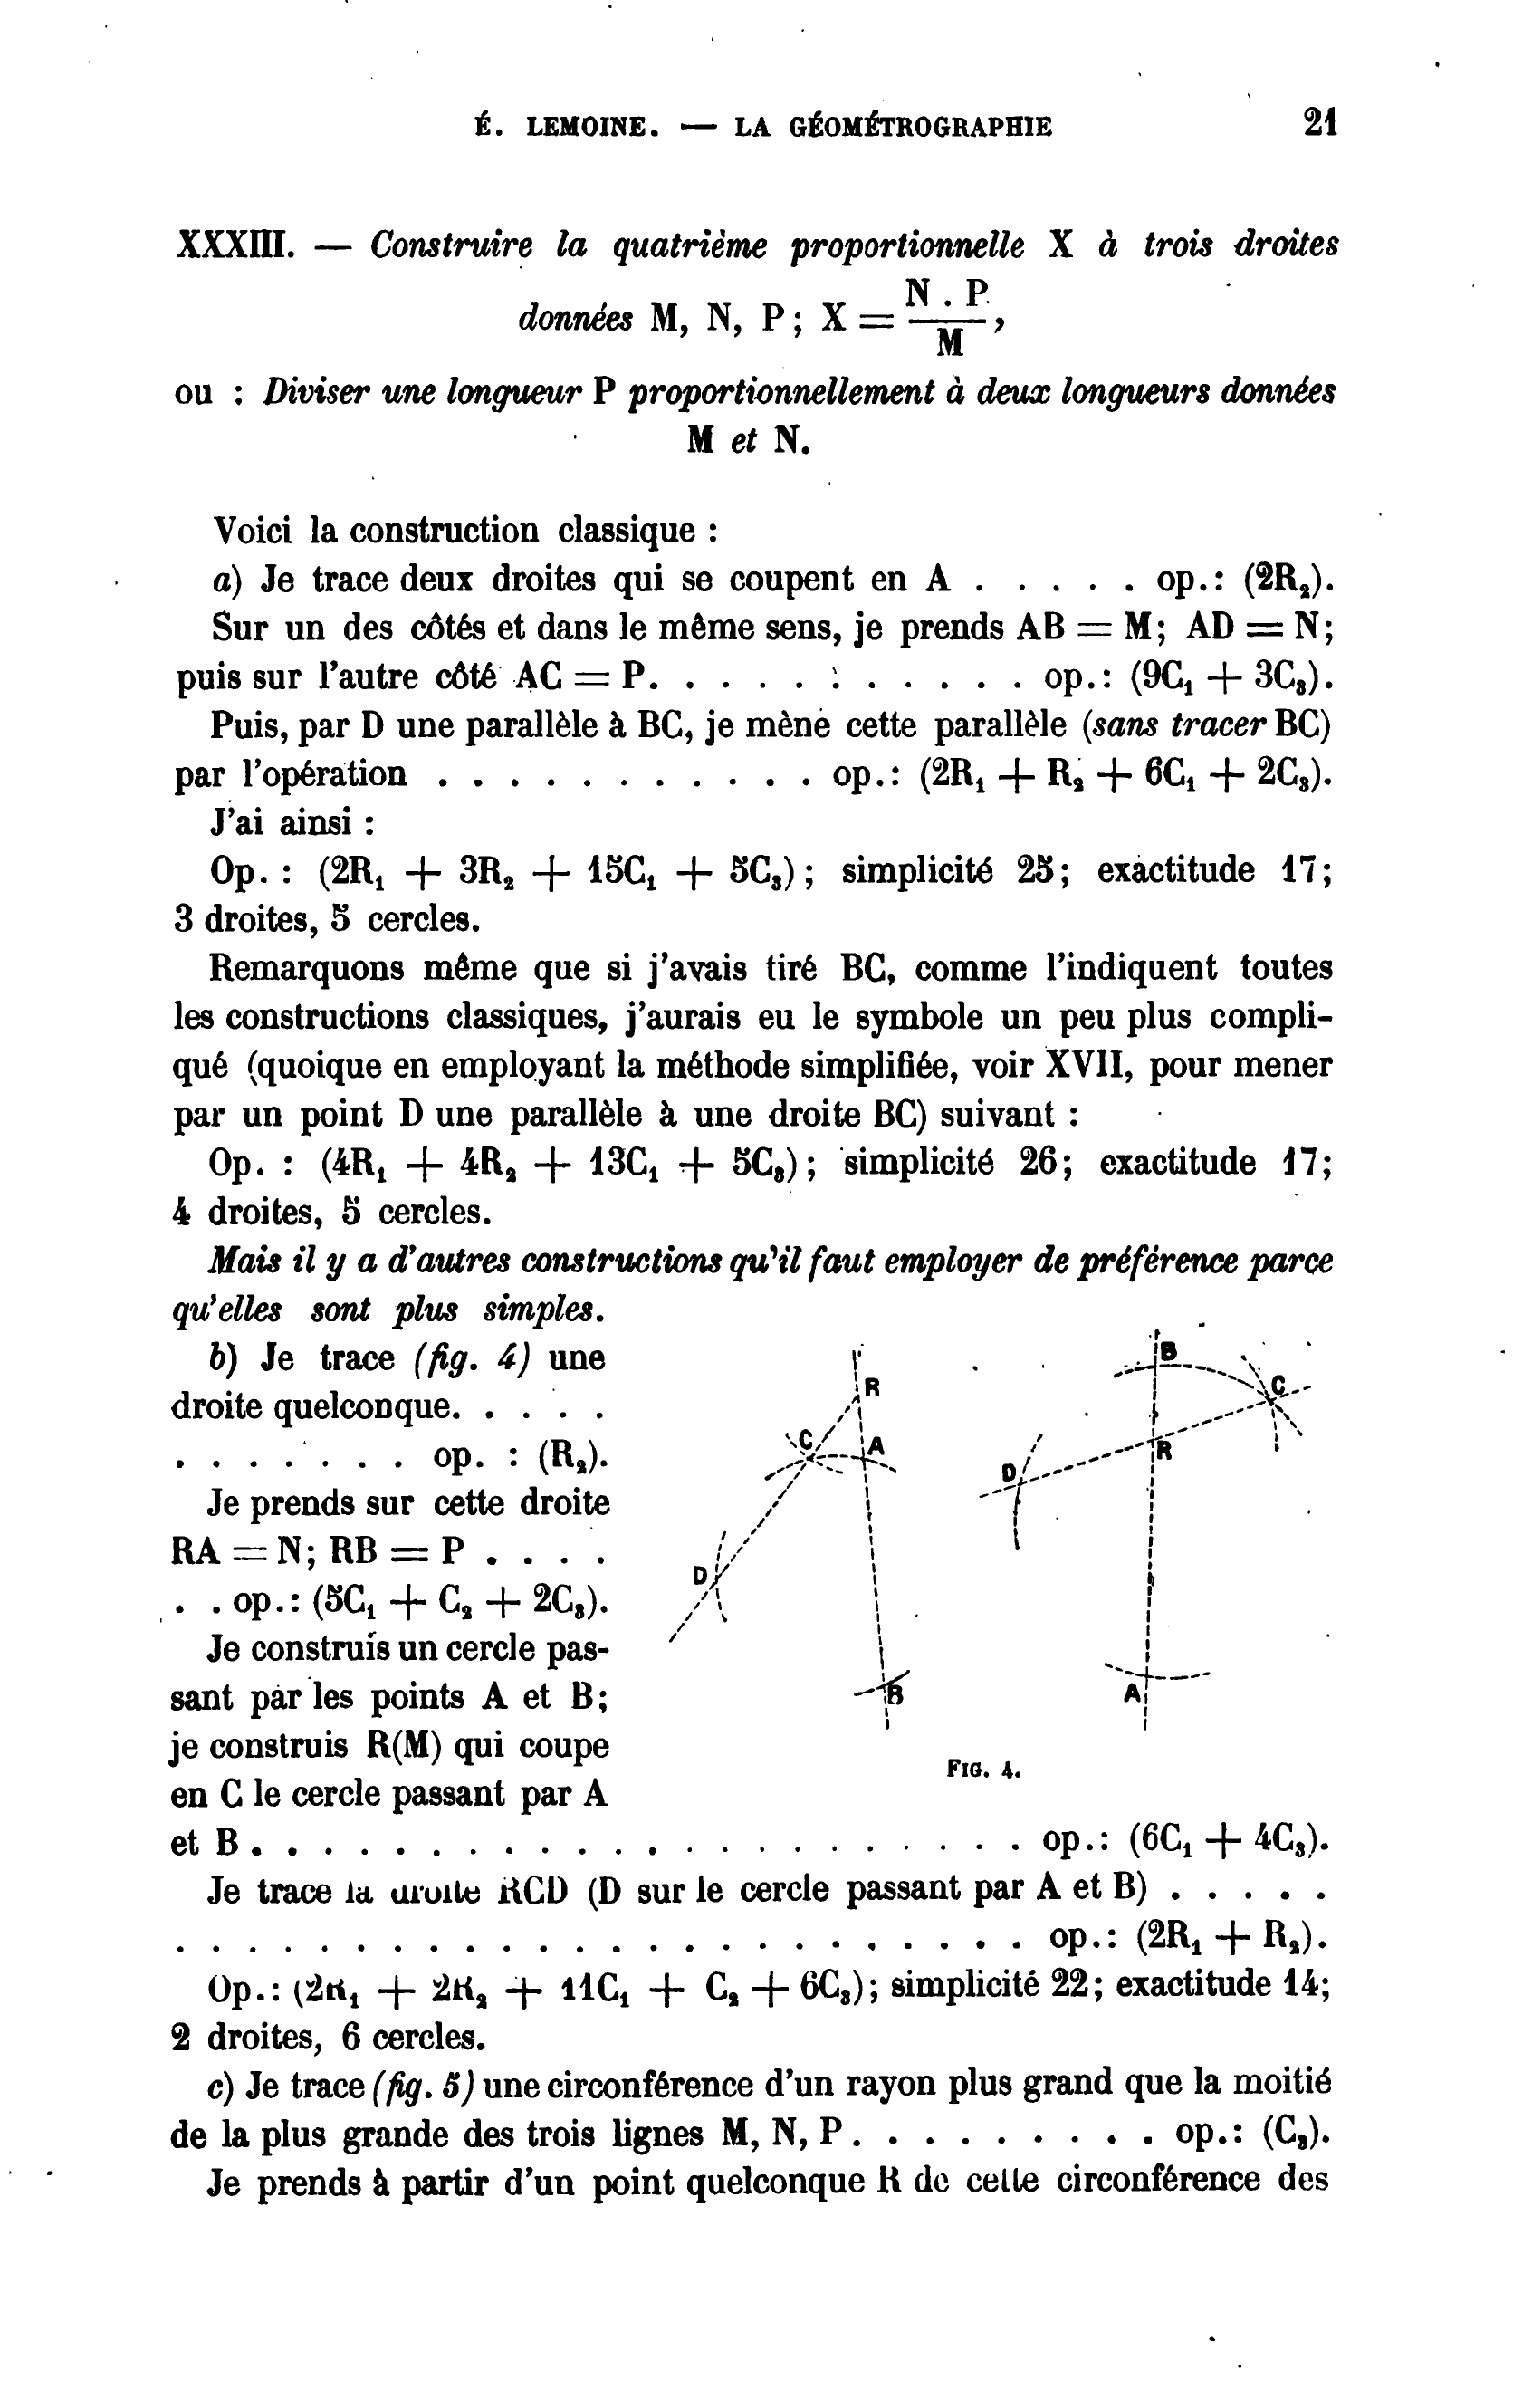 É. LEMOINE. — LA GÉOMÉTROGRAPHIE 21
XXXIII. — Construire la quatrième proportionnelle X à trois droites
données M, N, P; X = N . P / M,
ou : Diviser une longueur P proportionnellement à deux longueurs données
M et N.
Voici la construction classique :
a) Je trace deux droites qui se coupent en A . . . . . op.: (2R₂).
Sur un des côtés et dans le même sens, je prends AB = M; AD = N;
puis sur l'autre côté AC = P. . . . . . . . . . . op.: (9C₁ + 3C₃).
Puis, par D une parallèle à BC, je mène cette parallèle (sans tracer BC)
par l'opération . . . . . . . . . . . op.: (2R₁ + R₂ + 6C₁ + 2C₃).
J'ai ainsi :
Op. : (2R₁ + 3R₂ + 15C₁ + 5C₃); simplicité 25; exactitude 17;
3 droites, 5 cercles.
Remarquons même que si j'avais tiré BC, comme l'indiquent toutes
les constructions classiques, j'aurais eu le symbole un peu plus compli-
qué (quoique en employant la méthode simplifiée, voir XVII, pour mener
par un point D une parallèle à une droite BC) suivant :
Op. : (4R₁ + 4R₂ + 13C₁ + 5C₃); simplicité 26; exactitude 17;
4 droites, 5 cercles.
Mais il y a d'autres constructions qu'il faut employer de préférence parce
qu'elles sont plus simples.
b) Je trace (fig. 4) une
droite quelconque. . . . .
. . . . . . . op. : (R₂).
Je prends sur cette droite
RA = N; RB = P . . . .
. . op.: (5C₁ + C₂ + 2C₃).
Je construis un cercle pas-
sant par les points A et B;
je construis R(M) qui coupe
en C le cercle passant par A
R
C
A
D
B
B
C
R
D
A
FIG. 4.
et B. . . . . . . . . . . . . . . . . . . . . . op.: (6C₁ + 4C₃).
Je trace la droite RCD (D sur le cercle passant par A et B) . . . . .
. . . . . . . . . . . . . . . . . . . . . . . . op.: (2R₁ + R₂).
Op.: (2R₁ + 2R₂ + 11C₁ + C₂ + 6C₃); simplicité 22; exactitude 14;
2 droites, 6 cercles.
c) Je trace (fig. 5) une circonférence d'un rayon plus grand que la moitié
de la plus grande des trois lignes M, N, P. . . . . . . . . op.: (C₃).
Je prends à partir d'un point quelconque R de cette circonférence des